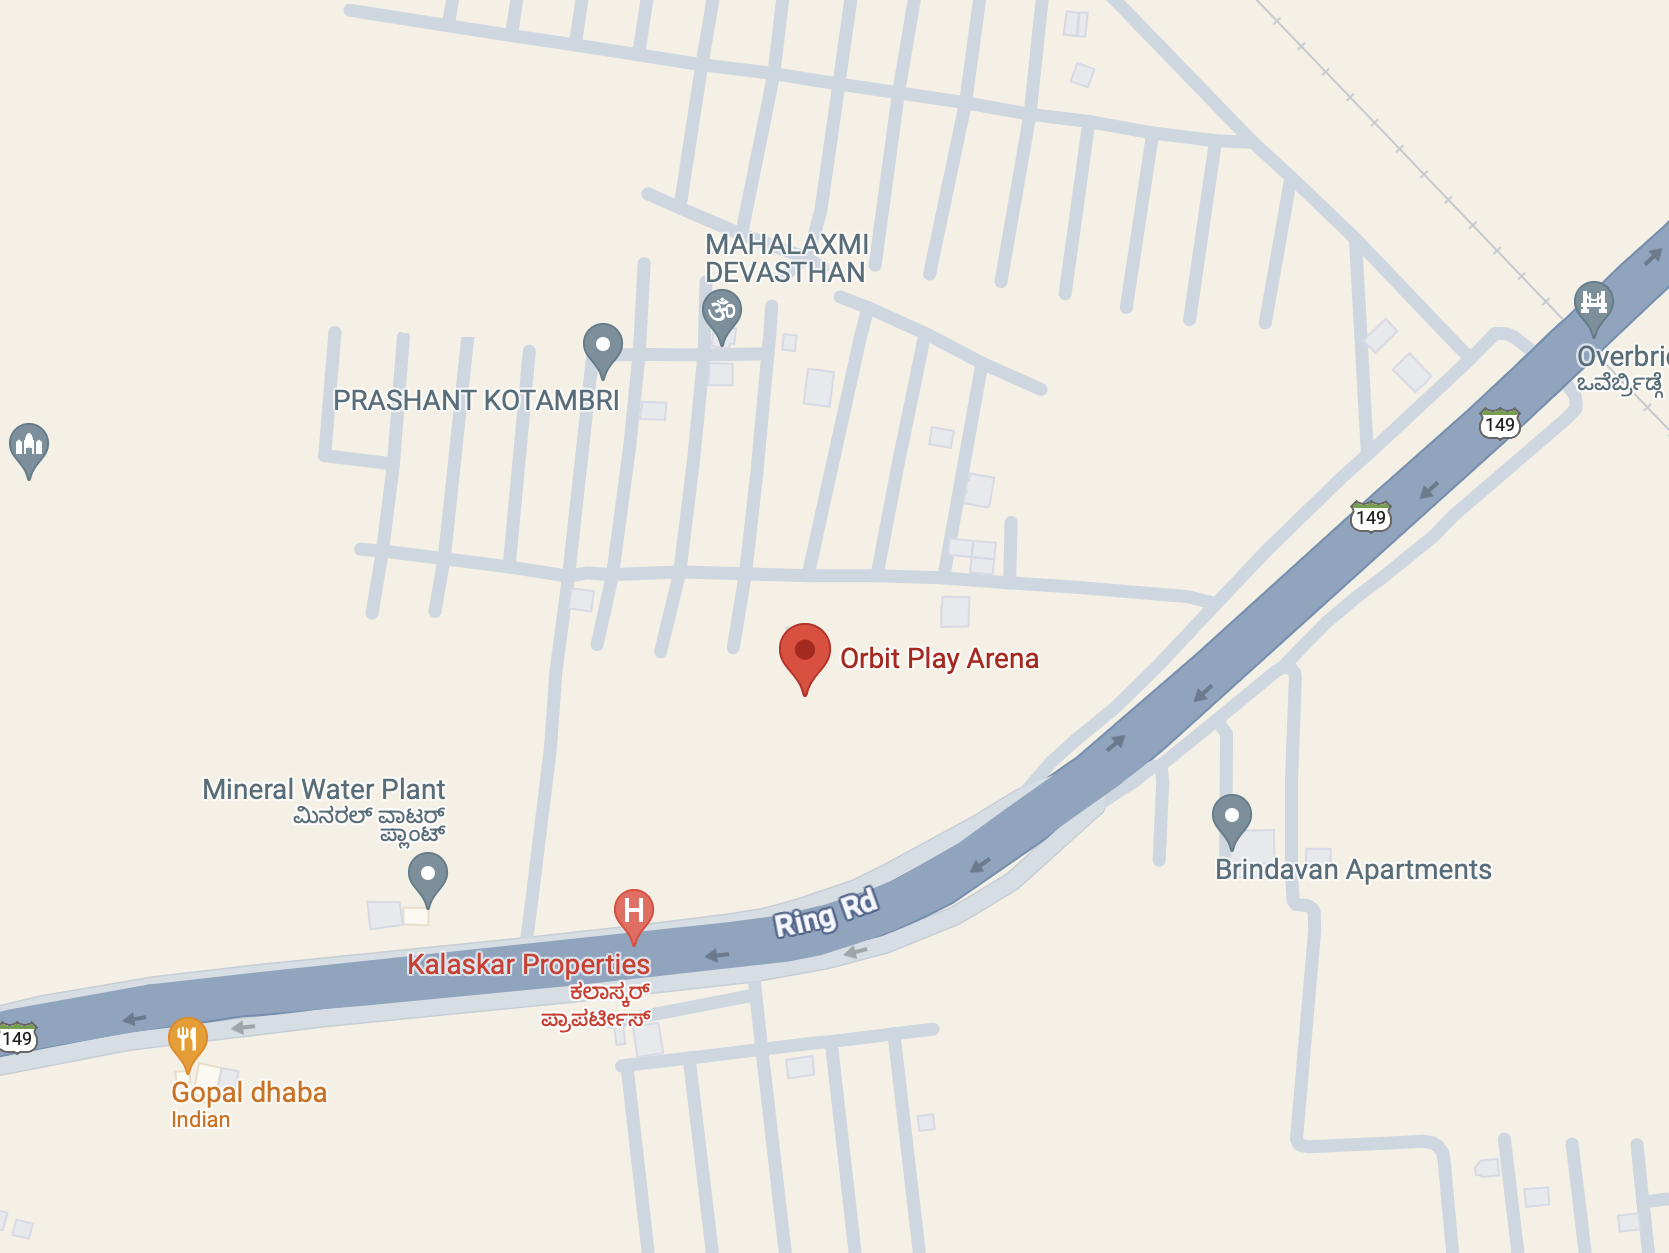 MAHALAXMI
DEVASTHAN
PRASHANT KOTAMBRI
ಒವೆರ್ಬ್ರಿಡ್ಗೆ
149
149
Orbit Play Arena
Mineral Water Plant
ಮಿನರಲ್ ವಾಟರ್
ಪ್ಲಾಂಟ್
Brindavan Apartments
Ring Rd
H
Kalaskar Properties
ಕಲಾಸ್ಕರ್
ಪ್ರಾಪರ್ಟೀಸ್
149
Gopal dhaba
Indian